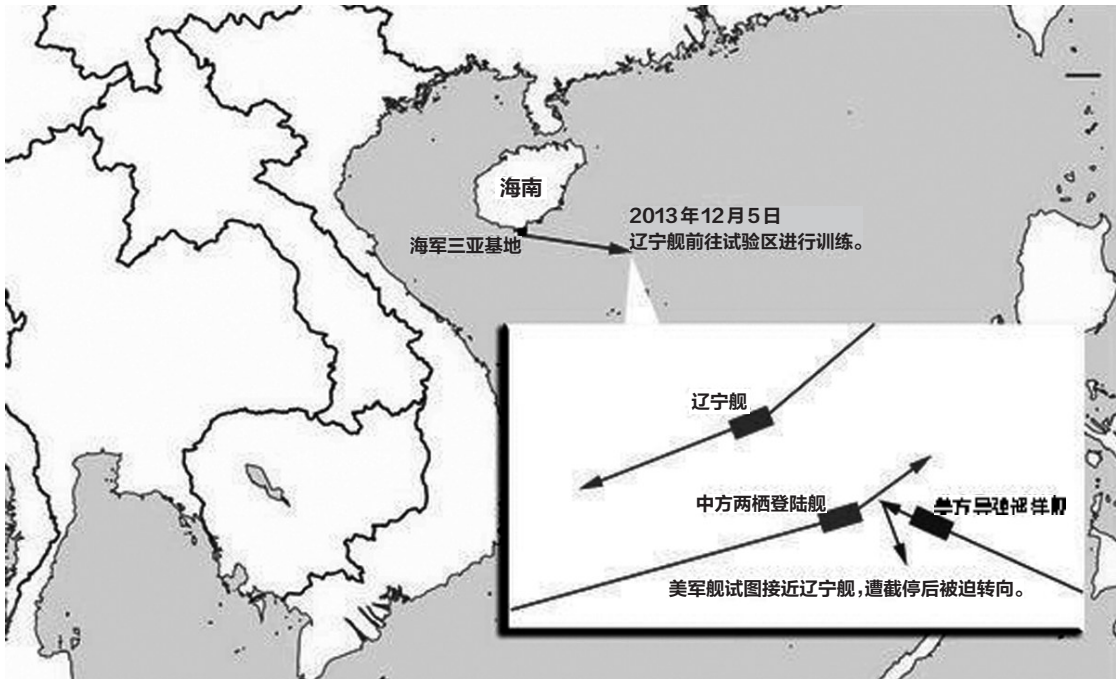 海南
2013年12月5日
辽宁舰前往试验区进行训练。
海军三亚基地
辽宁舰
中方两栖登陆舰
美军舰试图接近辽宁舰,遭截停后被迫转向。